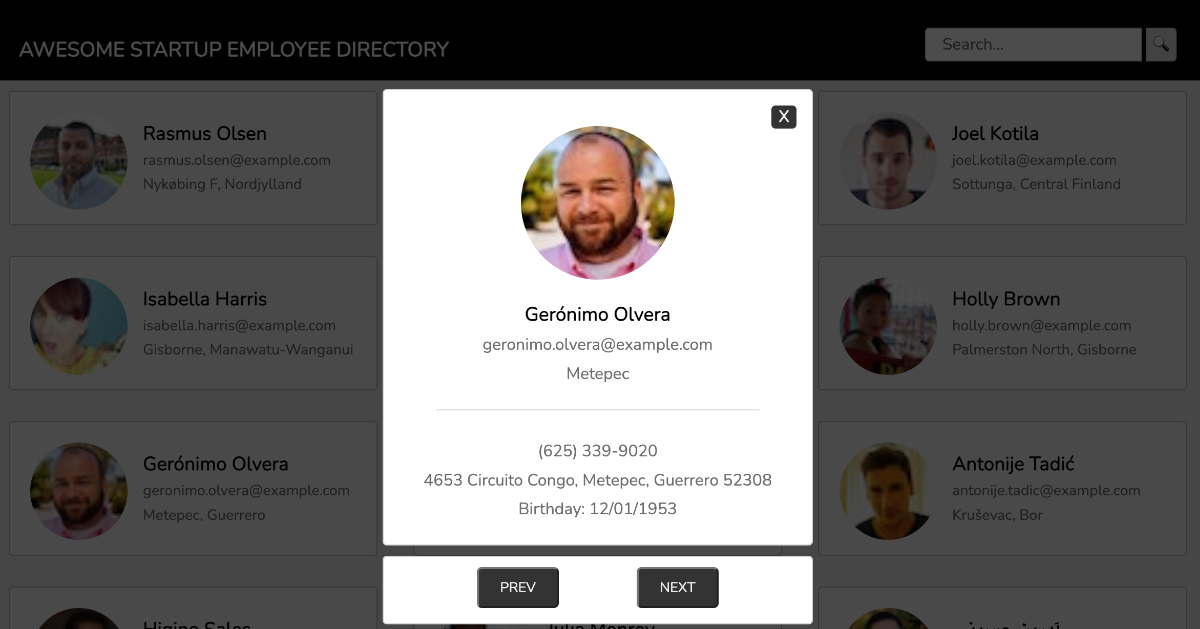 AWESOME STARTUP EMPLOYEE DIRECTORY
Search...
X
Rasmus Olsen
rasmus.olsen@example.com
Nykøbing F, Nordjylland
Joel Kotila
joel.kotila@example.com
Sottunga, Central Finland
Isabella Harris
isabella.harris@example.com
Gisborne, Manawatu-Wanganui
Holly Brown
holly.brown@example.com
Palmerston North, Gisborne
Gerónimo Olvera
geronimo.olvera@example.com
Metepec, Guerrero
Antonije Tadić
antonije.tadic@example.com
Kruševac, Bor
Gerónimo Olvera
geronimo.olvera@example.com
Metepec
(625) 339-9020
4653 Circuito Congo, Metepec, Guerrero 52308
Birthday: 12/01/1953
PREV
NEXT
Higino Sales
Julia Monroy